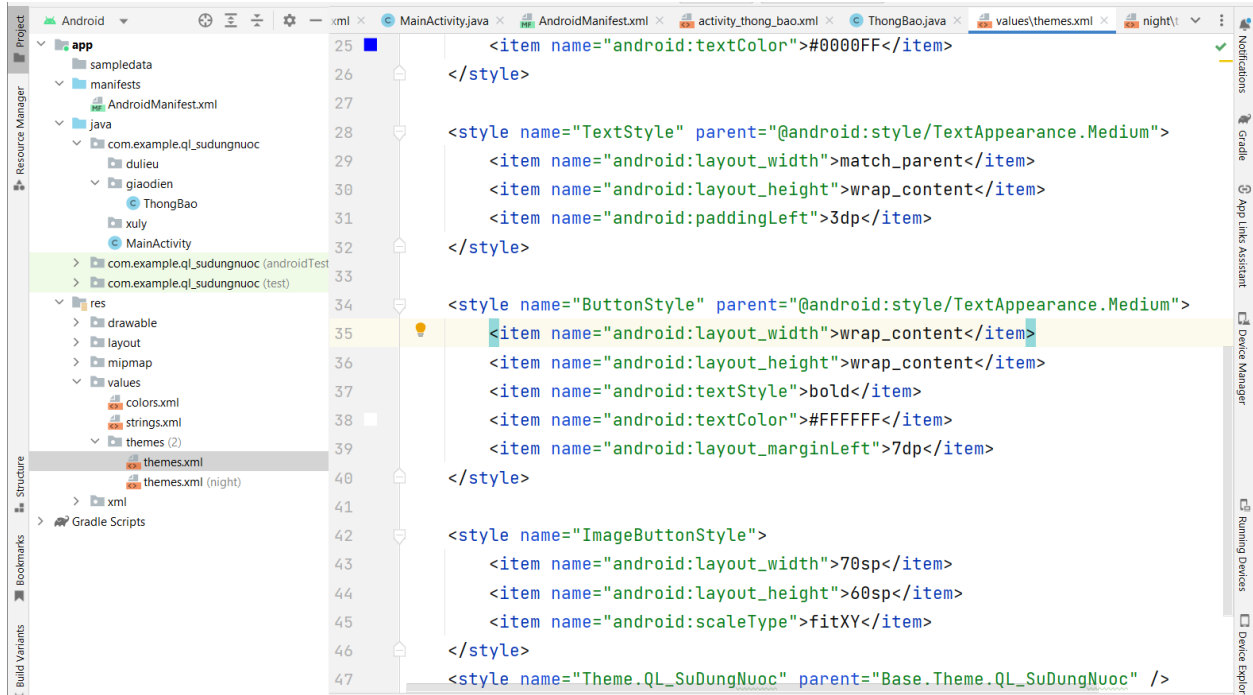 Android
xml
MainActivity.java
AndroidManifest.xml
activity_thong_bao.xml
ThongBao.java
values\themes.xml
night\t
Project
Resource Manager
Structure
Bookmarks
Build Variants
app
sampledata
manifests
AndroidManifest.xml
java
com.example.ql_sudungnuoc
dulieu
giaodien
ThongBao
xuly
MainActivity
com.example.ql_sudungnuoc (androidTest
com.example.ql_sudungnuoc (test)
res
drawable
layout
mipmap
values
colors.xml
strings.xml
themes (2)
themes.xml
themes.xml (night)
xml
Gradle Scripts
25 <item name="android:textColor">#0000FF</item>
26 </style>
27
28 <style name="TextStyle" parent="@android:style/TextAppearance.Medium">
29 <item name="android:layout_width">match_parent</item>
30 <item name="android:layout_height">wrap_content</item>
31 <item name="android:paddingLeft">3dp</item>
32 </style>
33
34 <style name="ButtonStyle" parent="@android:style/TextAppearance.Medium">
35 <item name="android:layout_width">wrap_content</item>
36 <item name="android:layout_height">wrap_content</item>
37 <item name="android:textStyle">bold</item>
38 <item name="android:textColor">#FFFFFF</item>
39 <item name="android:layout_marginLeft">7dp</item>
40 </style>
41
42 <style name="ImageButtonStyle">
43 <item name="android:layout_width">70sp</item>
44 <item name="android:layout_height">60sp</item>
45 <item name="android:scaleType">fitXY</item>
46 </style>
47 <style name="Theme.QL_SuDungNuoc" parent="Base.Theme.QL_SuDungNuoc" />
Notifications
Gradle
App Links Assistant
Device Manager
Running Devices
Device Explor